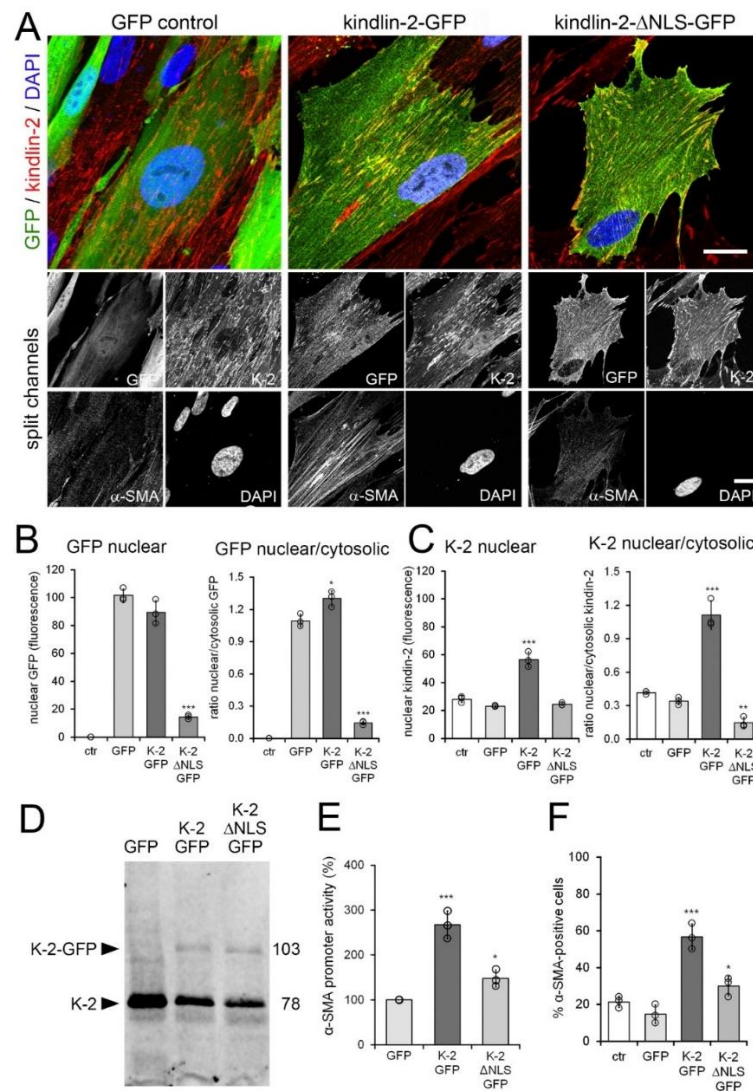 A
GFP control
kindlin-2-GFP
kindlin-2-ΔNLS-GFP
GFP / kindlin-2 / DAPI
split channels
GFP
K-2
GFP
K-2
GFP
K-2
α-SMA
DAPI
α-SMA
DAPI
α-SMA
DAPI
B
GFP nuclear
nuclear GFP (fluorescence)
120
100
80
60
40
20
0
***
ctr
GFP
K-2 GFP
K-2 ΔNLS GFP
GFP nuclear/cytosolic
ratio nuclear/cytosolic GFP
1.5
1.2
0.9
0.6
0.3
0
*
***
ctr
GFP
K-2 GFP
K-2 ΔNLS GFP
C
K-2 nuclear
nuclear kindin-2 (fluorescence)
100
80
60
40
20
0
***
ctr
GFP
K-2 GFP
K-2 ΔNLS GFP
K-2 nuclear/cytosolic
ratio nuclear/cytosolic kindin-2
1.5
1.2
0.9
0.6
0.3
0
***
**
ctr
GFP
K-2 GFP
K-2 ΔNLS GFP
D
GFP
K-2 GFP
K-2 ΔNLS GFP
K-2-GFP
103
K-2
78
E
α-SMA promoter activity (%)
400
300
200
100
0
***
*
GFP
K-2 GFP
K-2 ΔNLS GFP
F
% α-SMA-positive cells
100
80
60
40
20
0
***
*
ctr
GFP
K-2 GFP
K-2 ΔNLS GFP